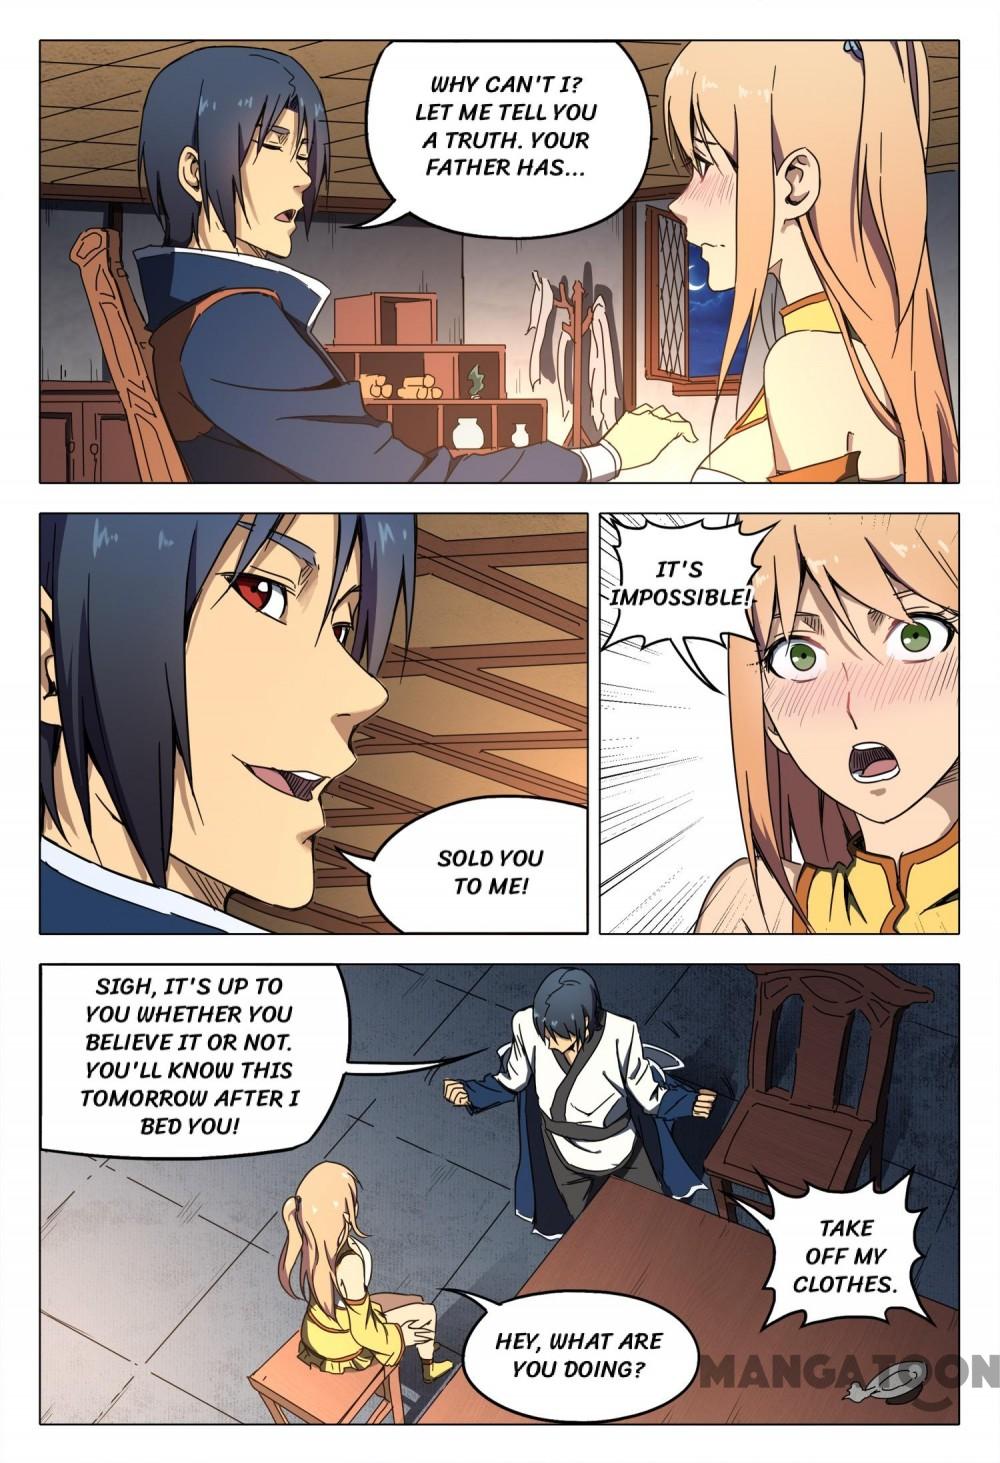 WHY CAN'T I?
LET ME TELL YOU
A TRUTH. YOUR
FATHER HAS...
SOLD YOU
TO ME!
IT'S
IMPOSSIBLE!
SIGH, IT'S UP TO
YOU WHETHER YOU
BELIEVE IT OR NOT.
YOU'LL KNOW THIS
TOMORROW AFTER I
BED YOU!
TAKE
OFF MY
CLOTHES.
HEY, WHAT ARE
YOU DOING?
MANGATOON